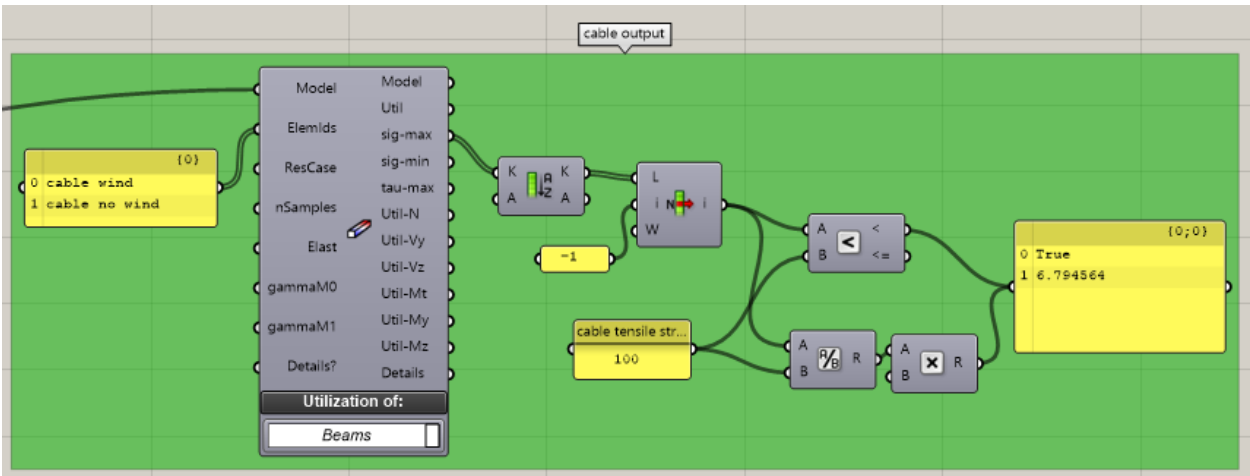 cable output
{0}
0 cable wind
1 cable no wind
Model
ElemIds
ResCase
nSamples
Elast
gammaM0
gammaM1
Details?
Model
Util
sig-max
sig-min
tau-max
Util-N
Util-Vy
Util-Vz
Util-Mt
Util-My
Util-Mz
Details
Utilization of:
Beams
K
A
A
Z
K
A
-1
L
i
W
N
i
cable tensile str...
100
A
B
<
<
<=
A
B
A/B
R
A
B
×
R
{0;0}
0 True
1 6.794564